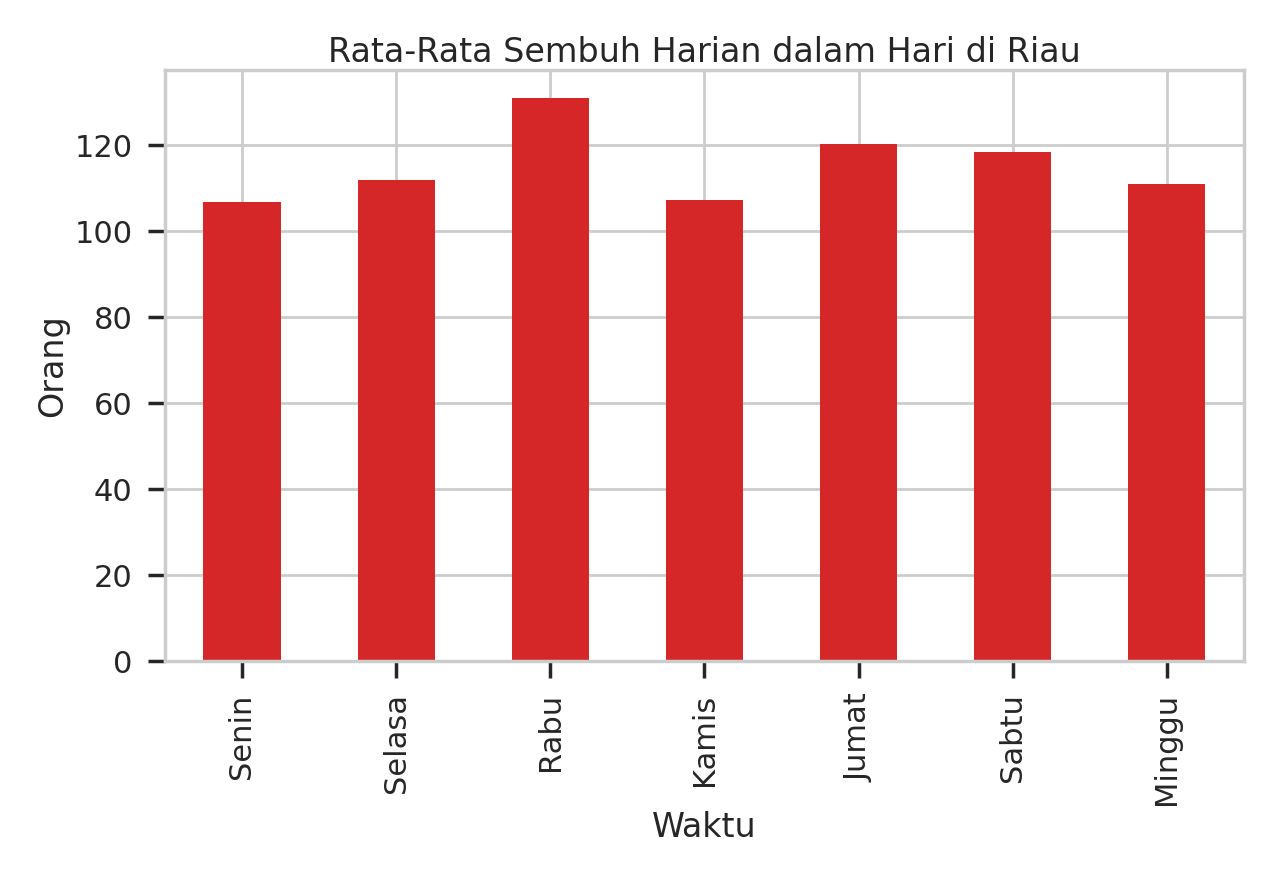 Rata-Rata Sembuh Harian dalam Hari di Riau
120
100
80
60
40
20
0
Orang
Senin
Selasa
Rabu
Kamis
Jumat
Sabtu
Minggu
Waktu